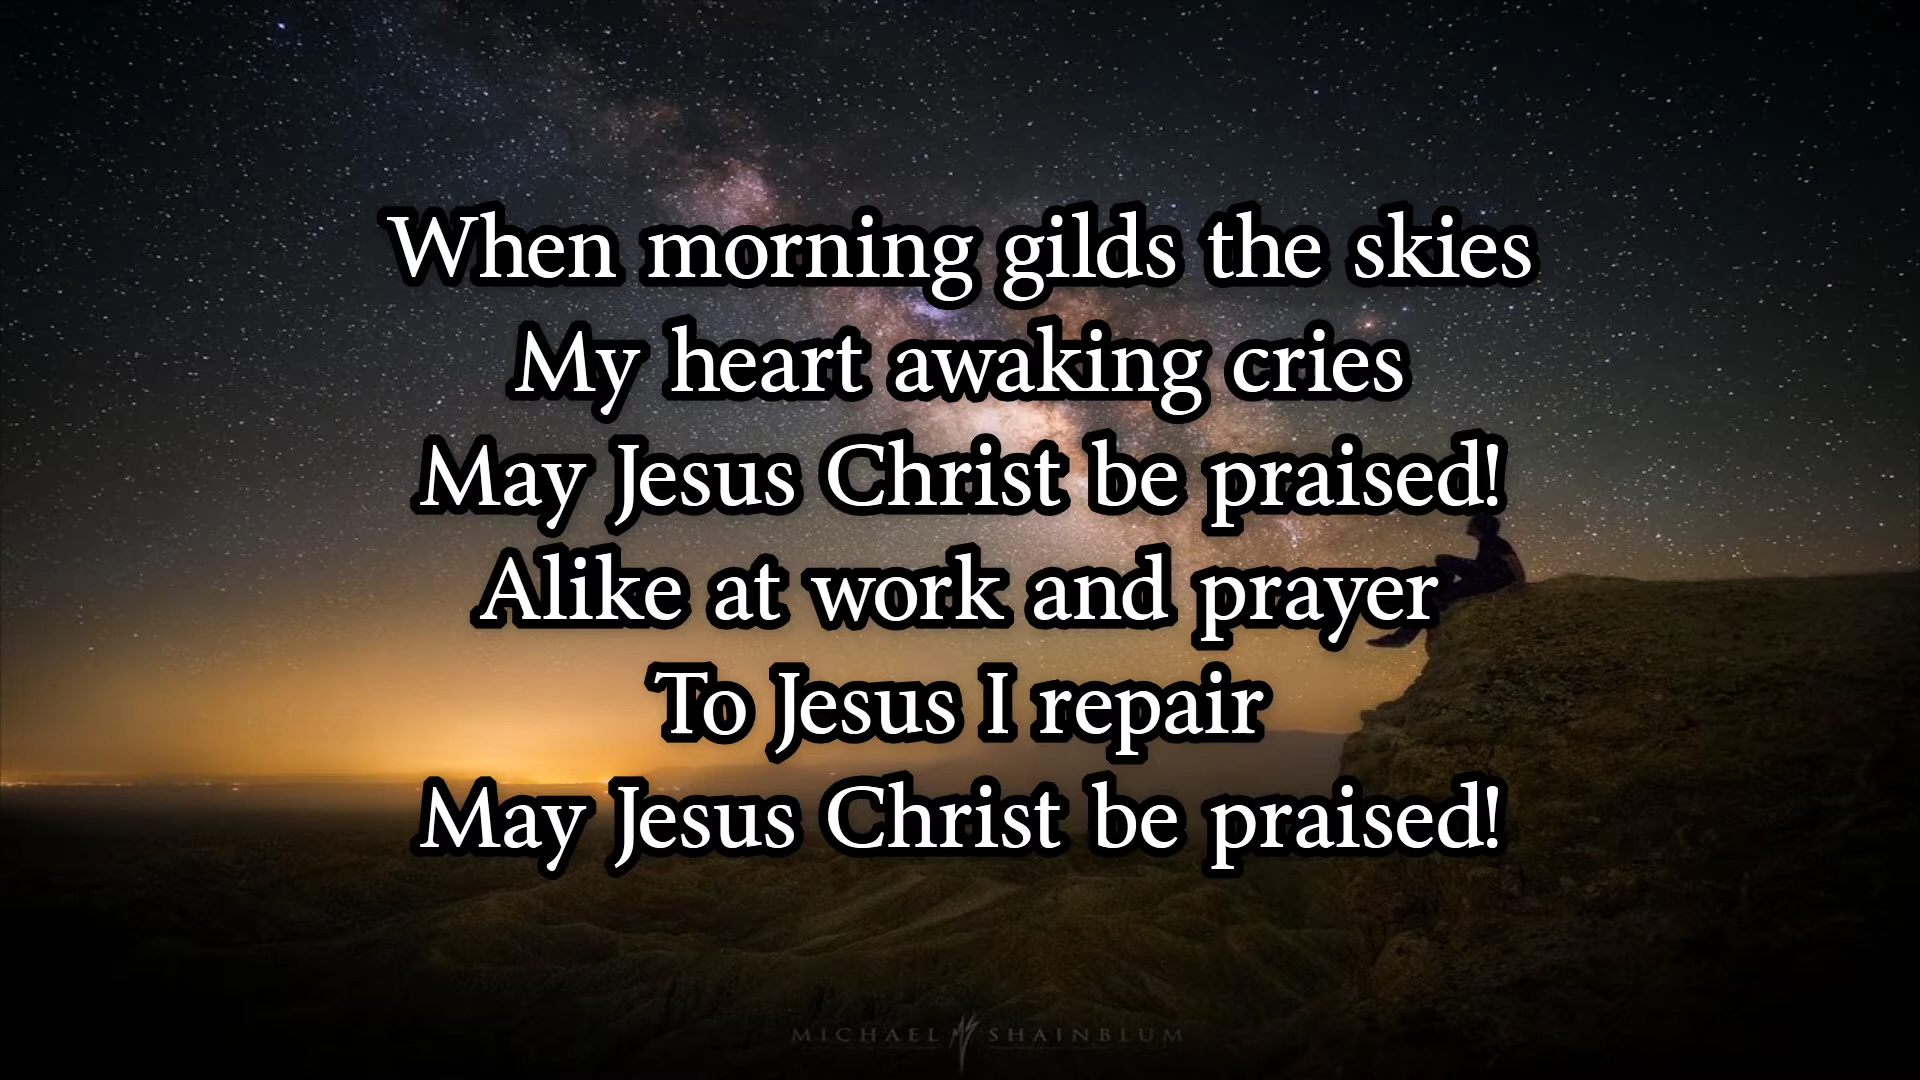 When morning gilds the skies
My heart awaking cries
May Jesus Christ be praised!
Alike at work and prayer
To Jesus I repair
May Jesus Christ be praised!
MICHAEL SHAINBLUM